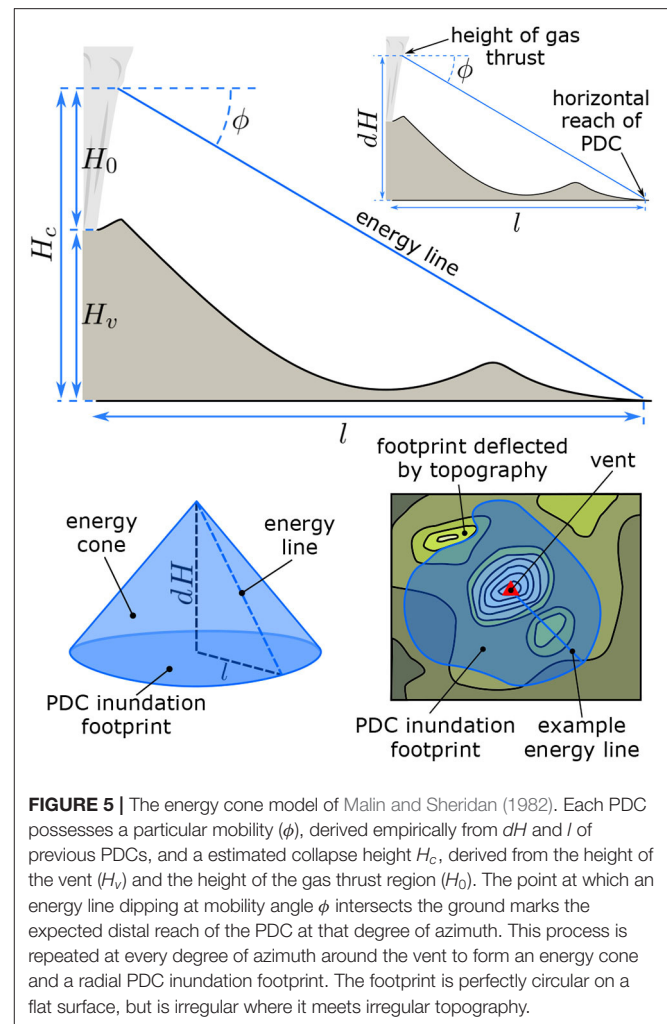 height of gas
thrust
ϕ
dH
horizontal
reach of
PDC
l
ϕ
H₀
H_c
energy line
H_v
l
footprint deflected
by topography
vent
energy
cone
energy
line
dH
l
PDC inundation
footprint
PDC inundation
footprint
example
energy line
FIGURE 5 | The energy cone model of Malin and Sheridan (1982). Each PDC
possesses a particular mobility (ϕ), derived empirically from dH and l of
previous PDCs, and a estimated collapse height H_c, derived from the height of
the vent (H_v) and the height of the gas thrust region (H₀). The point at which an
energy line dipping at mobility angle ϕ intersects the ground marks the
expected distal reach of the PDC at that degree of azimuth. This process is
repeated at every degree of azimuth around the vent to form an energy cone
and a radial PDC inundation footprint. The footprint is perfectly circular on a
flat surface, but is irregular where it meets irregular topography.